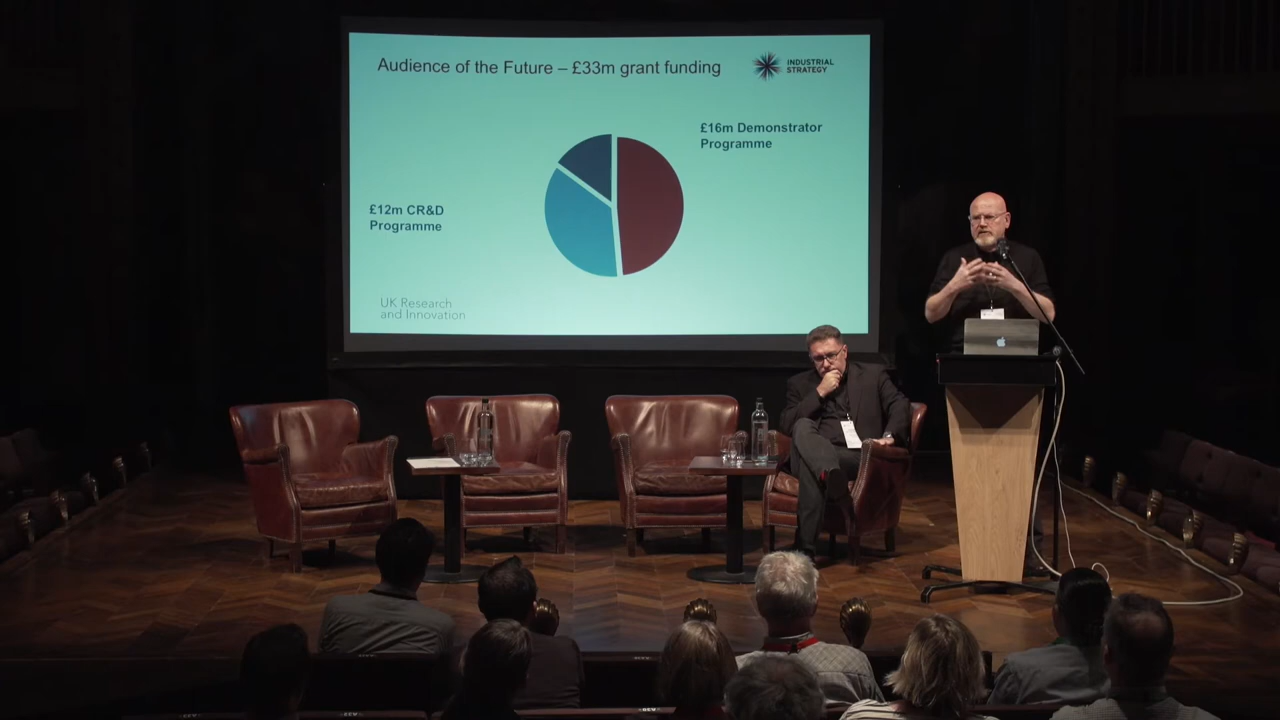 Audience of the Future – £33m grant funding
INDUSTRIAL
STRATEGY
£16m Demonstrator
Programme
£12m CR&D
Programme
UK Research
and Innovation